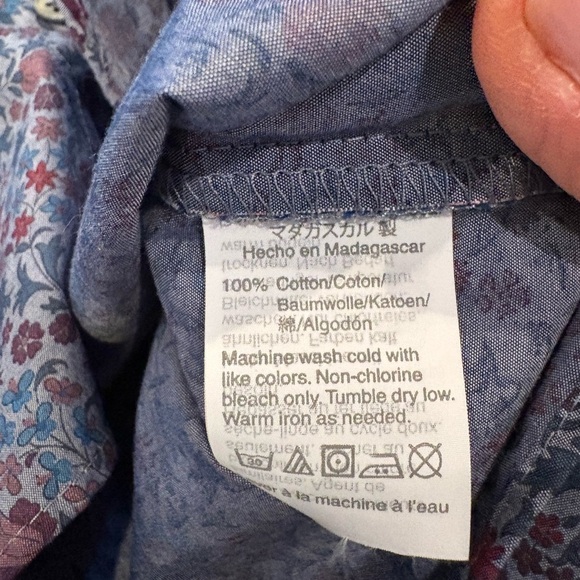 マダガスカル 製
Hecho en Madagascar
100% Cotton/Coton/
Baumwolle/Katoen/
綿/Algodón
Machine wash cold with
like colors. Non-chlorine
bleach only. Tumble dry low.
Warm iron as needed.
30
à la machine à l'eau